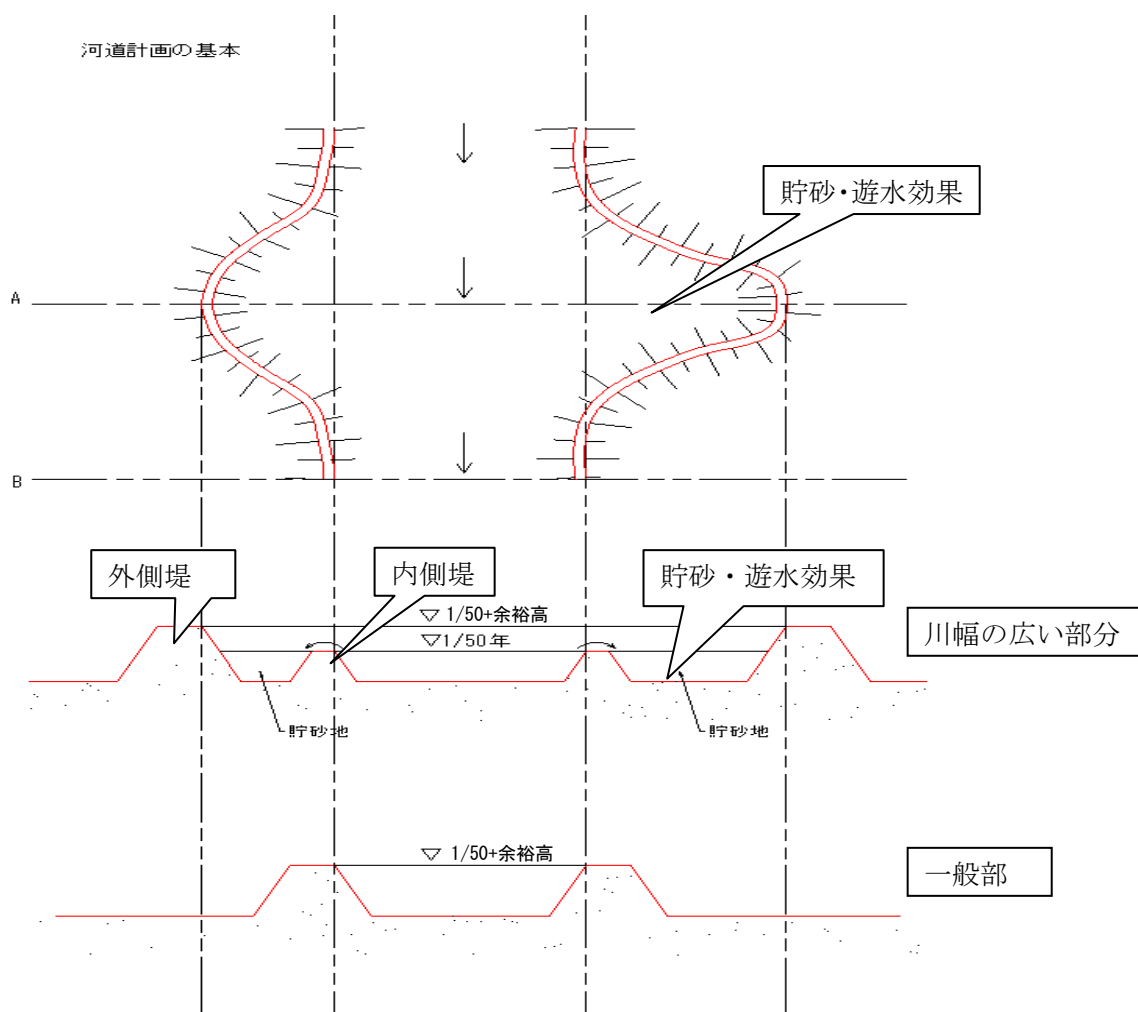 河道計画の基本
貯砂・遊水効果
A
B
外側堤
内側堤
貯砂・遊水効果
▽ 1/50+余裕高
川幅の広い部分
▽1/50年
貯砂地
貯砂地
▽ 1/50+余裕高
一般部